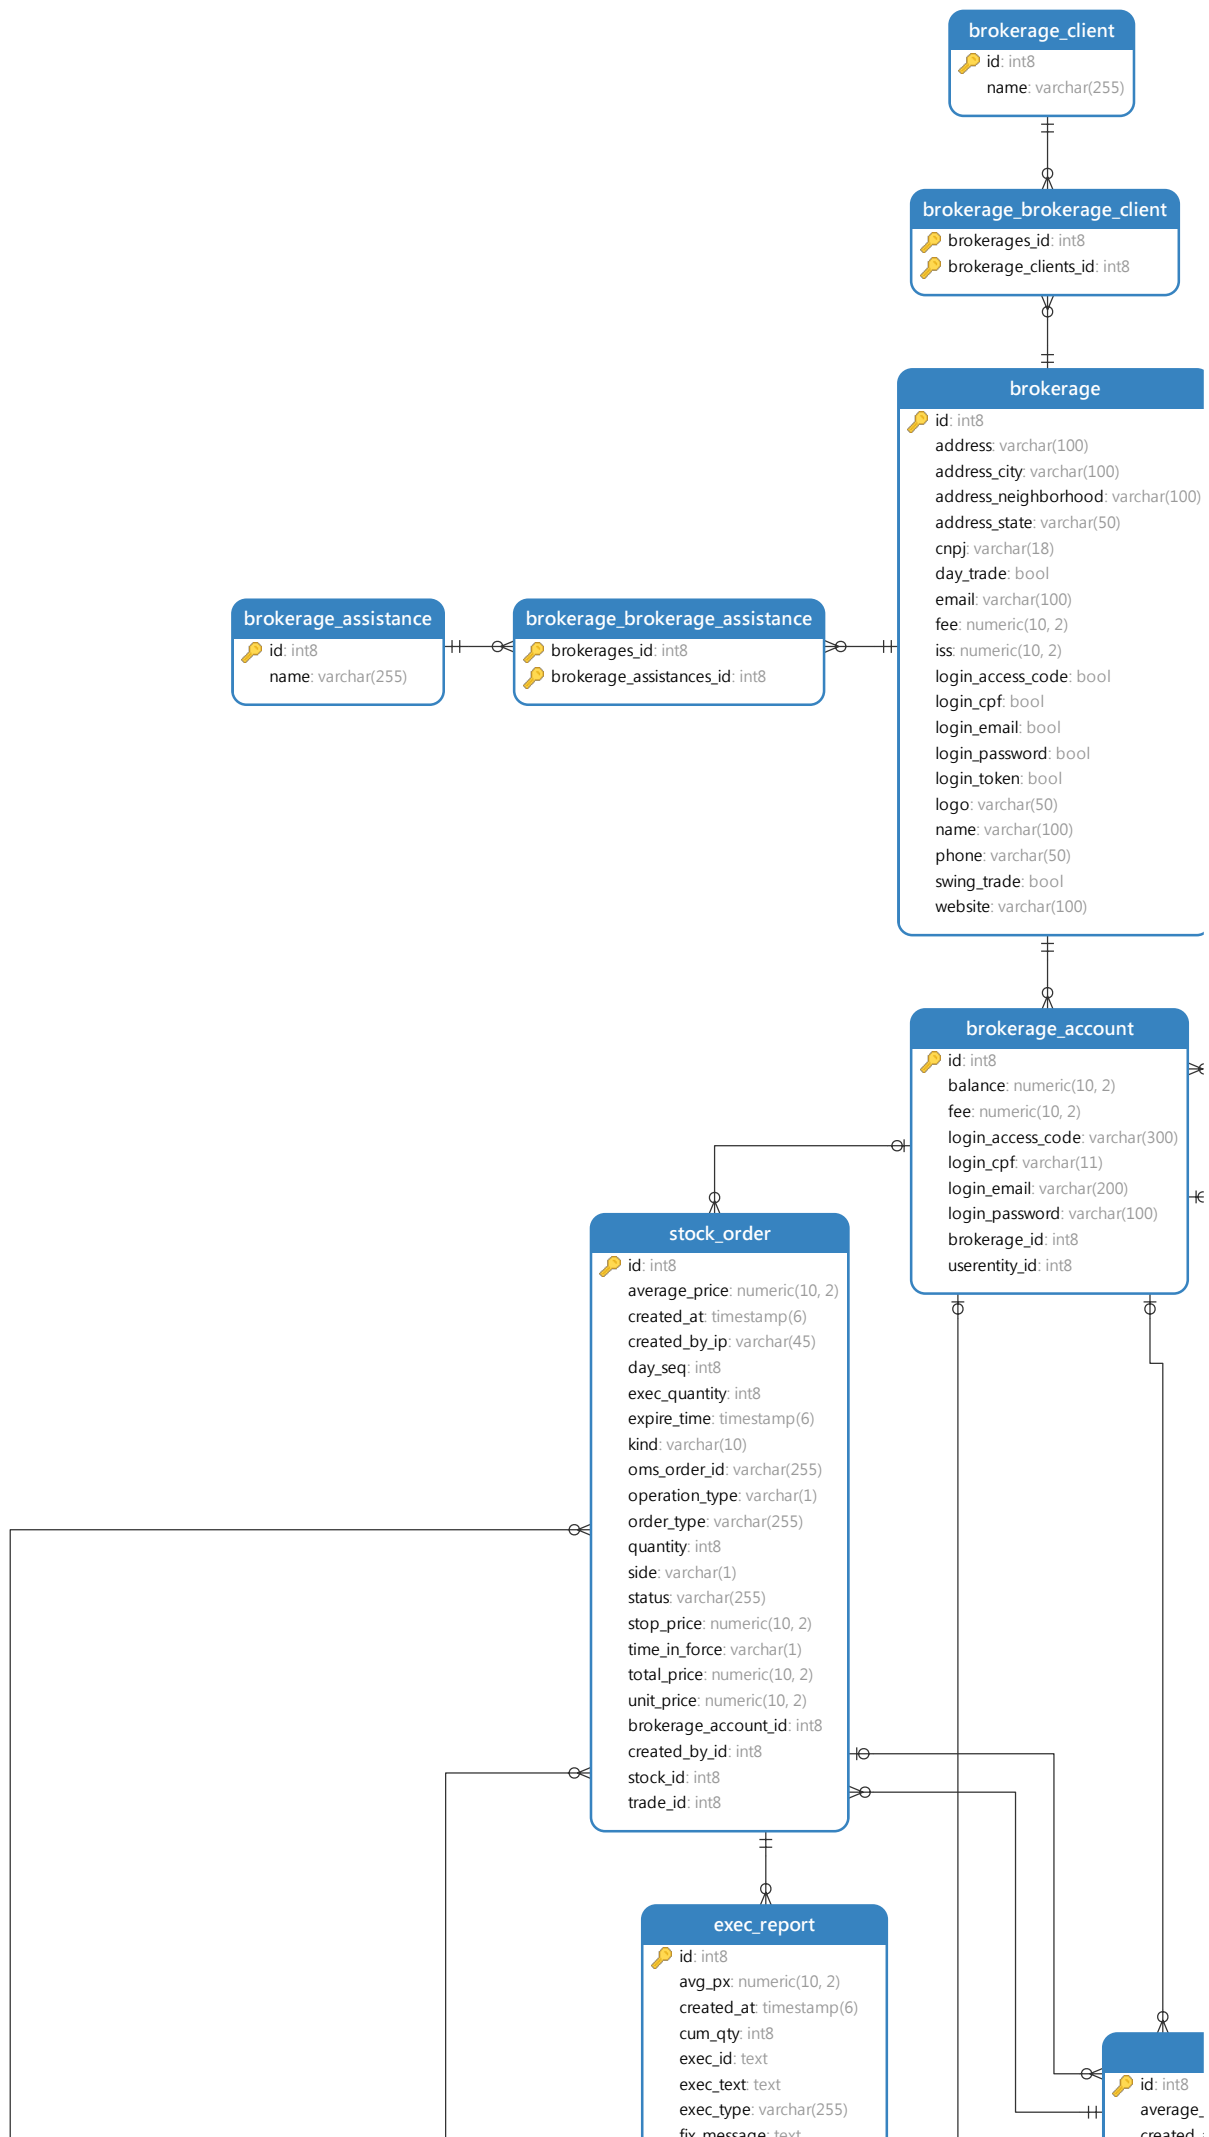 brokerage_client
id: int8
name: varchar(255)
brokerage_brokerage_client
brokerages_id: int8
brokerage_clients_id: int8
brokerage
id: int8
address: varchar(100)
address_city: varchar(100)
address_neighborhood: varchar(100)
address_state: varchar(50)
cnpj: varchar(18)
day_trade: bool
email: varchar(100)
fee: numeric(10, 2)
iss: numeric(10, 2)
login_access_code: bool
login_cpf: bool
login_email: bool
login_password: bool
login_token: bool
logo: varchar(50)
name: varchar(100)
phone: varchar(50)
swing_trade: bool
website: varchar(100)
brokerage_assistance
id: int8
name: varchar(255)
brokerage_brokerage_assistance
brokerages_id: int8
brokerage_assistances_id: int8
brokerage_account
id: int8
balance: numeric(10, 2)
fee: numeric(10, 2)
login_access_code: varchar(300)
login_cpf: varchar(11)
login_email: varchar(200)
login_password: varchar(100)
brokerage_id: int8
userentity_id: int8
stock_order
id: int8
average_price: numeric(10, 2)
created_at: timestamp(6)
created_by_ip: varchar(45)
day_seq: int8
exec_quantity: int8
expire_time: timestamp(6)
kind: varchar(10)
oms_order_id: varchar(255)
operation_type: varchar(1)
order_type: varchar(255)
quantity: int8
side: varchar(1)
status: varchar(255)
stop_price: numeric(10, 2)
time_in_force: varchar(1)
total_price: numeric(10, 2)
unit_price: numeric(10, 2)
brokerage_account_id: int8
created_by_id: int8
stock_id: int8
trade_id: int8
exec_report
id: int8
avg_px: numeric(10, 2)
created_at: timestamp(6)
cum_qty: int8
exec_id: text
exec_text: text
exec_type: varchar(255)
fix_message: text
id: int8
average_
created_